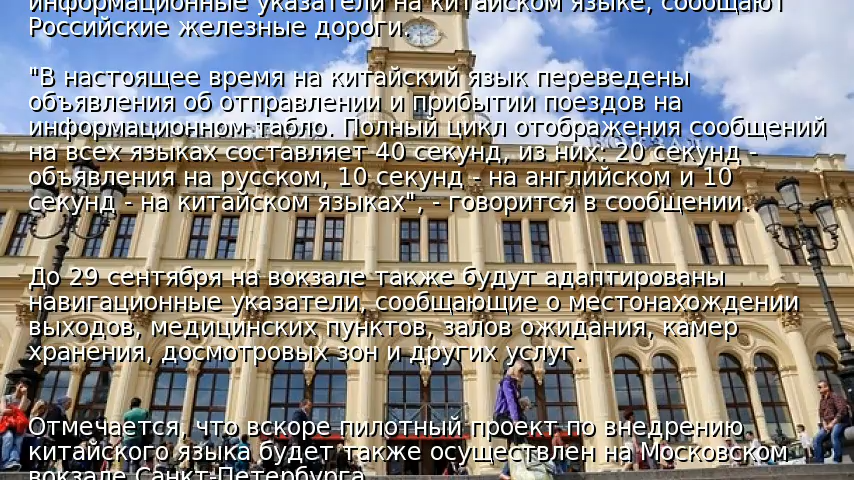 информационные указатели на китайском языке, сообщают
Российские железные дороги.
"В настоящее время на китайский язык переведены
объявления об отправлении и прибытии поездов на
информационном табло. Полный цикл отображения сообщений
на всех языках составляет 40 секунд, из них: 20 секунд -
объявления на русском, 10 секунд - на английском и 10
секунд - на китайском языках", - говорится в сообщении.
До 29 сентября на вокзале также будут адаптированы
навигационные указатели, сообщающие о местонахождении
выходов, медицинских пунктов, залов ожидания, камер
хранения, досмотровых зон и других услуг.
Отмечается, что вскоре пилотный проект по внедрению
китайского языка будет также осуществлен на Московском
вокзале Санкт-Петербурга